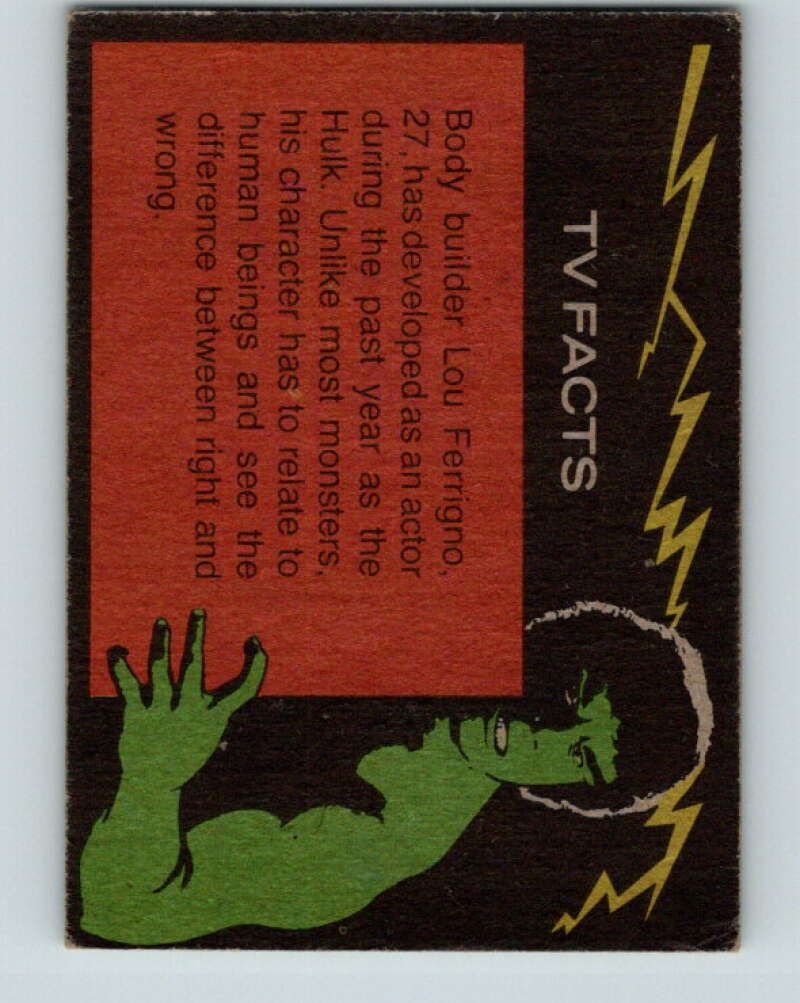 TV FACTS
Body builder Lou Ferrigno,
27, has developed as an actor
during the past year as the
Hulk. Unlike most monsters,
his character has to relate to
human beings and see the
difference between right and
wrong.